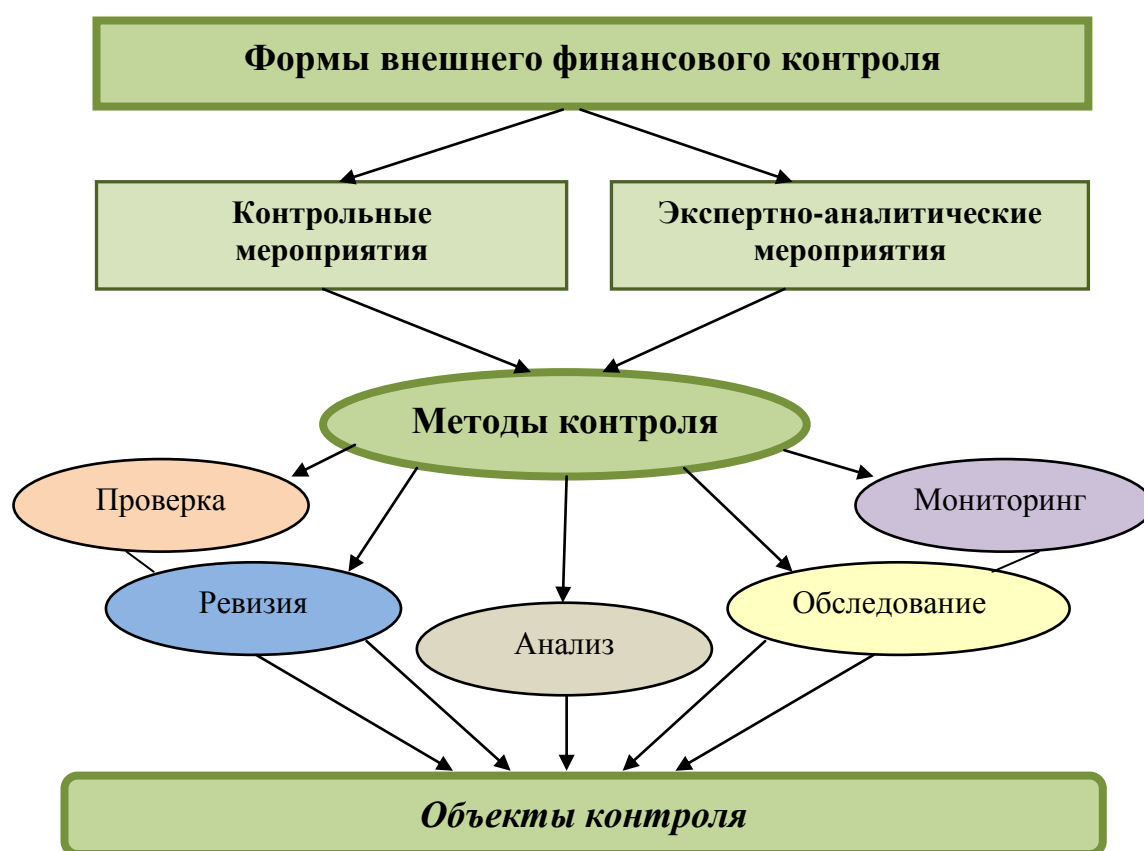 Формы внешнего финансового контроля
Контрольные
мероприятия
Экспертно-аналитические
мероприятия
Методы контроля
Проверка
Мониторинг
Ревизия
Обследование
Анализ
Объекты контроля